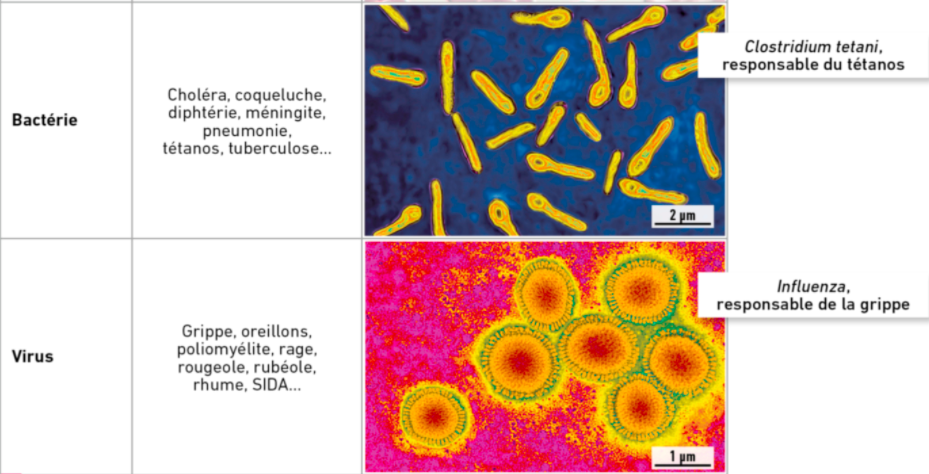 Bactérie
Choléra, coqueluche,
diphtérie, méningite,
pneumonie,
tétanos, tuberculose...
2 µm
Clostridium tetani,
responsable du tétanos
Virus
Grippe, oreillons,
poliomyélite, rage,
rougeole, rubéole,
rhume, SIDA...
1 µm
Influenza,
responsable de la grippe